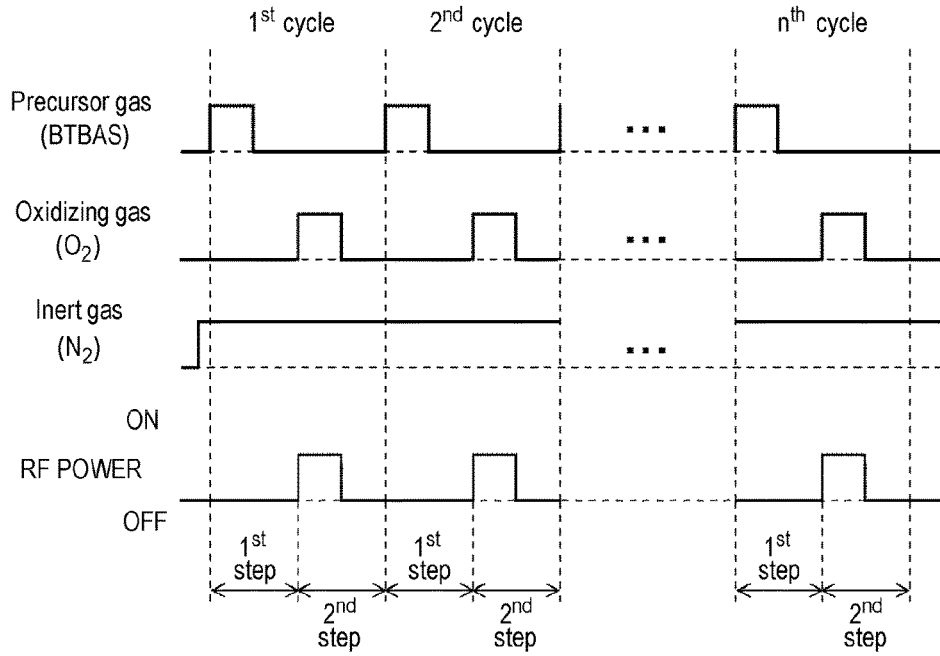 1st cycle 2nd cycle nth cycle
Precursor gas
(BTBAS)
...
Oxidizing gas
(O2)
...
Inert gas
(N2)
...
ON
RF POWER
OFF
1st
step
1st
step
1st
step
2nd
step
2nd
step
2nd
step